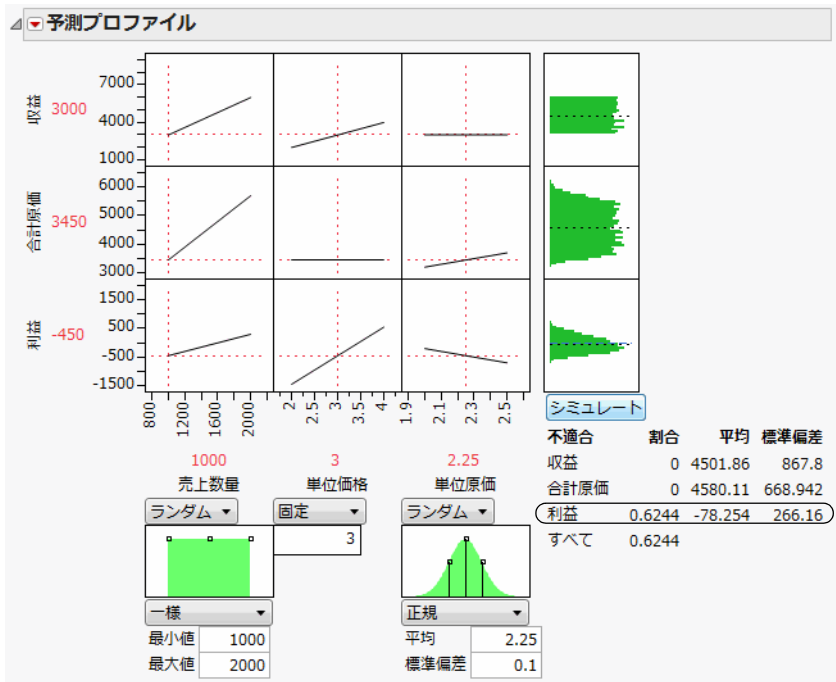 予測プロファイル
収益
3000
7000
4000
1000
合計原価
3450
6000
5000
4000
3000
利益
-450
1500
500
-500
-1500
800
1200
1600
2000
2
2.5
3
3.5
4
1.9
2.1
2.3
2.5
1000
3
2.25
売上数量
単位価格
単位原価
ランダム
固定
ランダム
3
一様
正規
最小値 1000
最大値 2000
平均 2.25
標準偏差 0.1
シミュレート
不適合 割合 平均 標準偏差
収益 0 4501.86 867.8
合計原価 0 4580.11 668.942
利益 0.6244 -78.254 266.16
すべて 0.6244